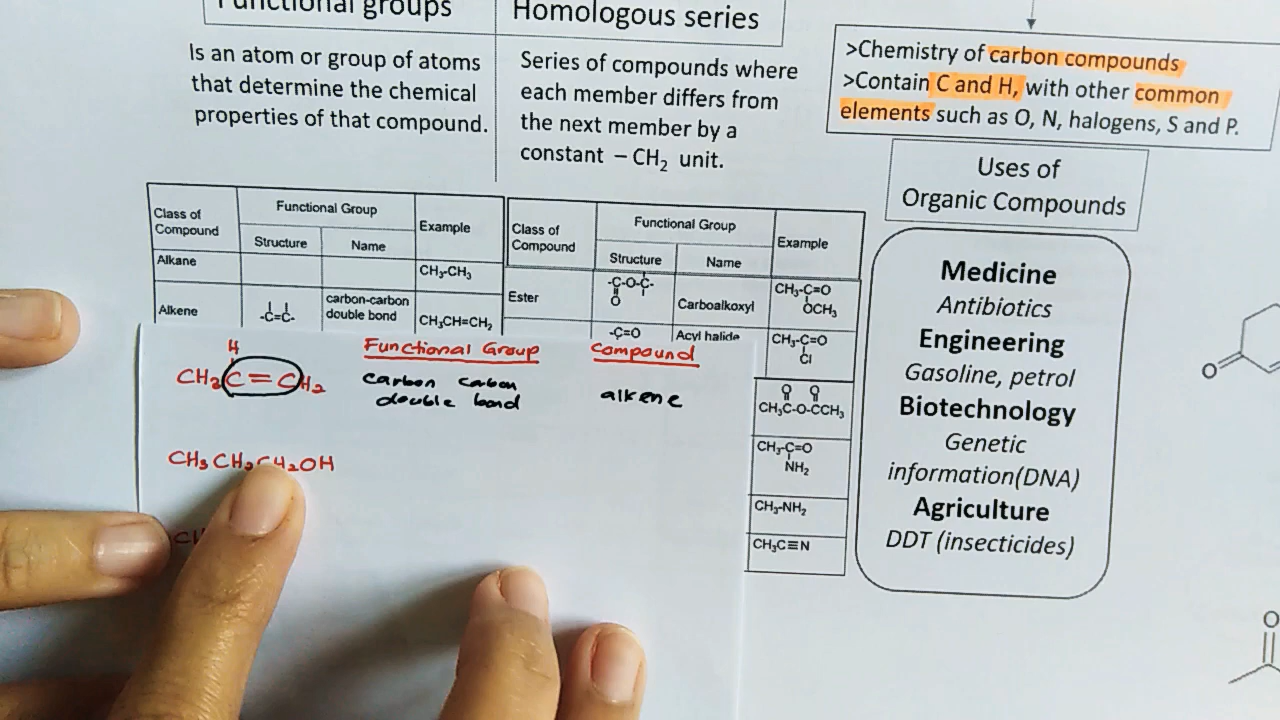 Functional groups
Homologous series
Is an atom or group of atoms
that determine the chemical
properties of that compound.
Series of compounds where
each member differs from
the next member by a
constant – CH₂ unit.
>Chemistry of carbon compounds
>Contain C and H, with other common
elements such as O, N, halogens, S and P.
Uses of
Organic Compounds
Medicine
Antibiotics
Engineering
Gasoline, petrol
Biotechnology
Genetic
information(DNA)
Agriculture
DDT (insecticides)
Class of
Compound
Functional Group
Structure
Name
Example
Alkane
CH₃-CH₃
Alkene
-C=C-
carbon-carbon
double bond
CH₃CH=CH₂
Class of
Compound
Functional Group
Structure
Name
Example
Ester
-C-O-C-
O
Carboalkoxyl
CH₃-C=O
OCH₃
-C=O
Acyl halide
CH₃-C=O
Cl
O O
CH₃C-O-CCH₃
CH₃-C=O
NH₂
CH₃-NH₂
CH₃C≡N
Functional Group
Compound
H
CH₂C=CH₂
carbon cabon
double bond
alkene
CH₃CH₂CH₂OH
O
O